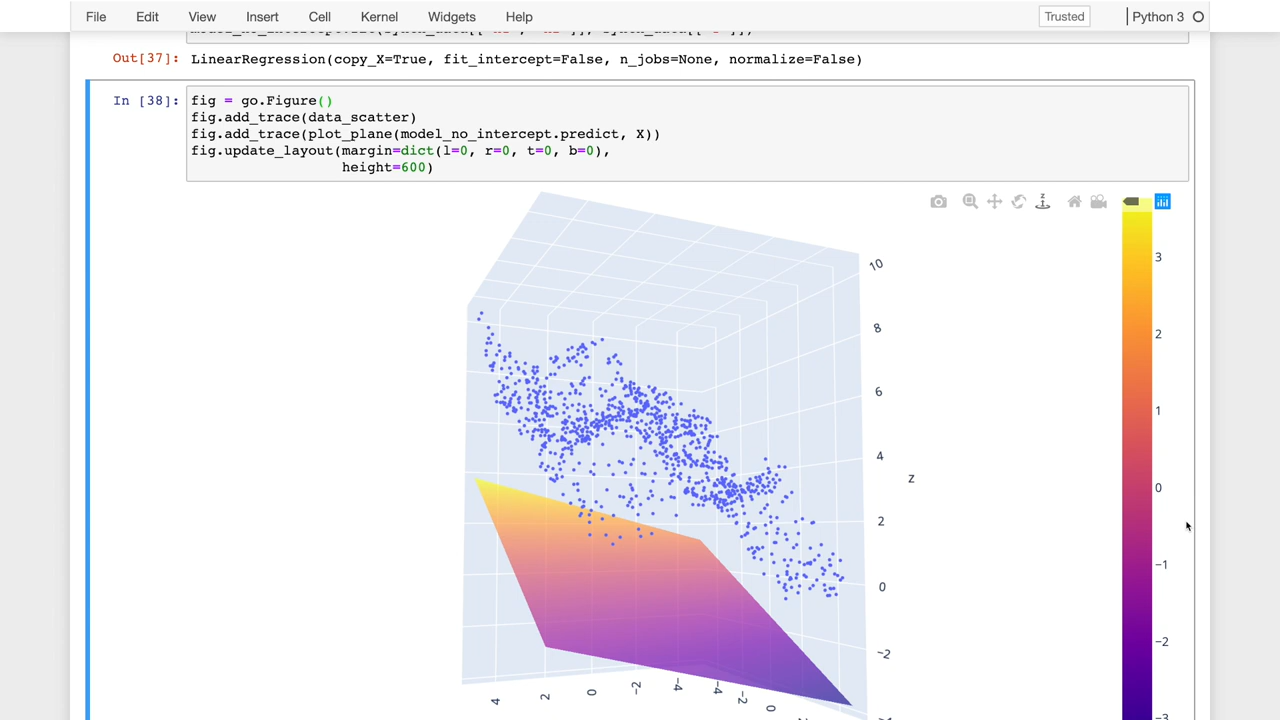 File Edit View Insert Cell Kernel Widgets Help Trusted Python 3
Out[37]: LinearRegression(copy_X=True, fit_intercept=False, n_jobs=None, normalize=False)
In [38]: fig = go.Figure()
fig.add_trace(data_scatter)
fig.add_trace(plot_plane(model_no_intercept.predict, X))
fig.update_layout(margin=dict(l=0, r=0, t=0, b=0),
height=600)
10
8
6
4
z
2
0
−2
4
2
0
−2
−4
−4
−2
0
3
2
1
0
−1
−2
−3